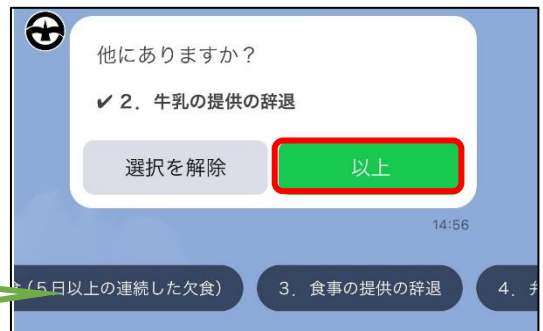 他にありますか？
✔ 2．牛乳の提供の辞退
選択を解除
以上
14:56
（5日以上の連続した欠食）
3．食事の提供の辞退
4．